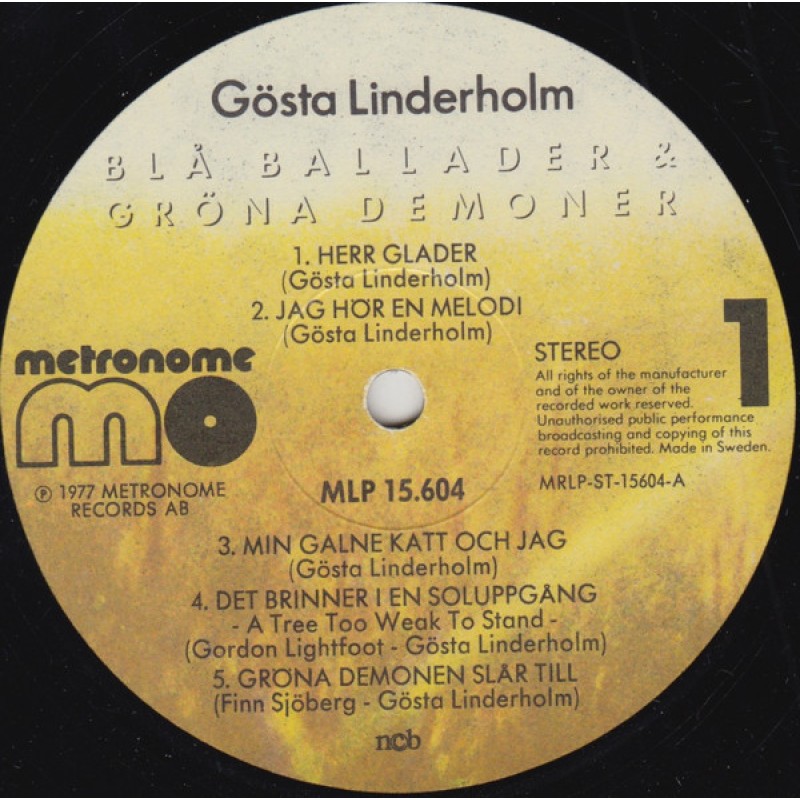 Gösta Linderholm
BLÅ BALLADER &
GRÖNA DEMONER
1. HERR GLADER
(Gösta Linderholm)
2. JAG HÖR EN MELODI
(Gösta Linderholm)
metronome
mo
℗ 1977 METRONOME
RECORDS AB
1
STEREO
All rights of the manufacturer
and of the owner of the
recorded work reserved.
Unauthorised public performance
broadcasting and copying of this
record prohibited. Made in Sweden.
MLP 15.604
MRLP-ST-15604-A
3. MIN GALNE KATT OCH JAG
(Gösta Linderholm)
4. DET BRINNER I EN SOLUPPGÅNG
- A Tree Too Weak To Stand -
(Gordon Lightfoot - Gösta Linderholm)
5. GRÖNA DEMONEN SLÅR TILL
(Finn Sjöberg - Gösta Linderholm)
ncb